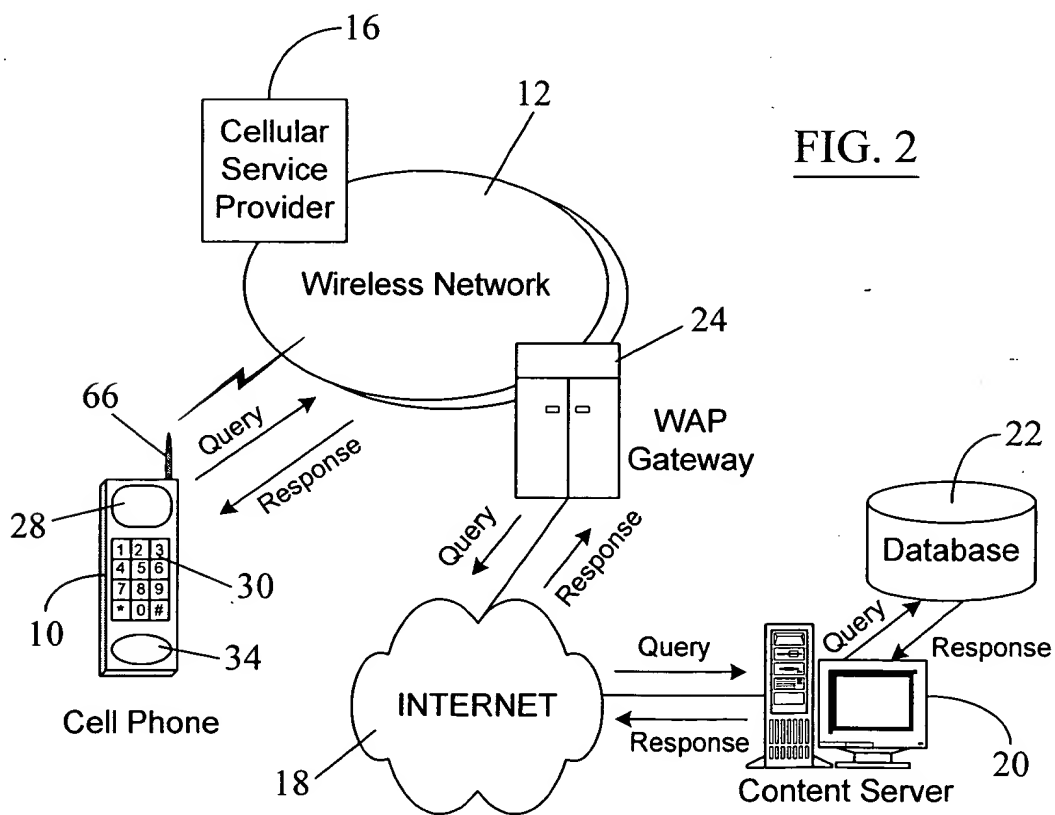 16
12
FIG. 2
Cellular
Service
Provider
Wireless Network
24
66
Query
Response
WAP
Gateway
22
28
1 2 3
4 5 6
7 8 9
* 0 #
30
10
34
Cell Phone
Query
Response
Database
Query
Response
INTERNET
Query
Response
18
20
Content Server